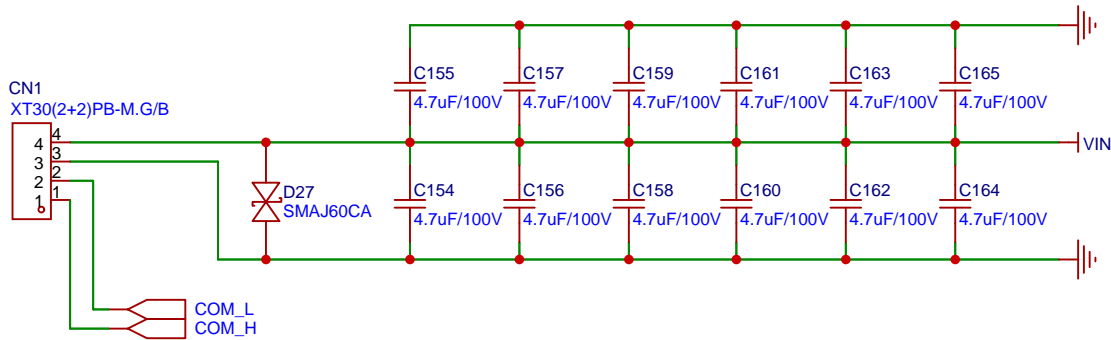 C155 C157 C159 C161 C163 C165
4.7uF/100V 4.7uF/100V 4.7uF/100V 4.7uF/100V 4.7uF/100V 4.7uF/100V
CN1
XT30(2+2)PB-M.G/B
4 4
3 3
2 2
1 1
VIN
D27
SMAJ60CA
C154 C156 C158 C160 C162 C164
4.7uF/100V 4.7uF/100V 4.7uF/100V 4.7uF/100V 4.7uF/100V 4.7uF/100V
COM_L
COM_H